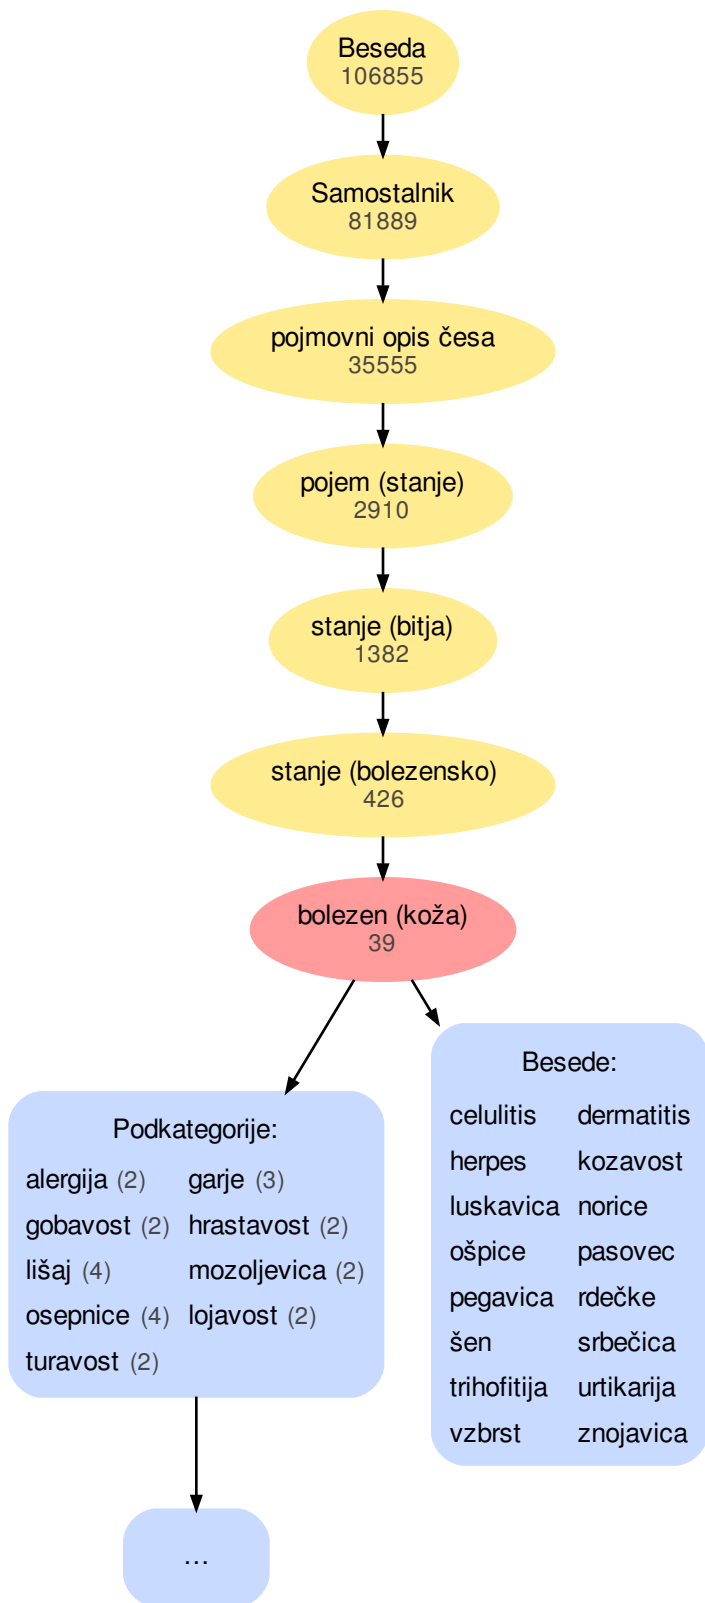 Beseda
106855
Samostalnik
81889
pojmovni opis česa
35555
pojem (stanje)
2910
stanje (bitja)
1382
stanje (bolezensko)
426
bolezen (koža)
39
Podkategorije:
alergija (2) garje (3)
gobavost (2) hrastavost (2)
lišaj (4) mozoljevica (2)
osepnice (4) lojavost (2)
turavost (2)
Besede:
celulitis dermatitis
herpes kozavost
luskavica norice
ošpice pasovec
pegavica rdečke
šen srbečica
trihofitija urtikarija
vzbrst znojavica
...